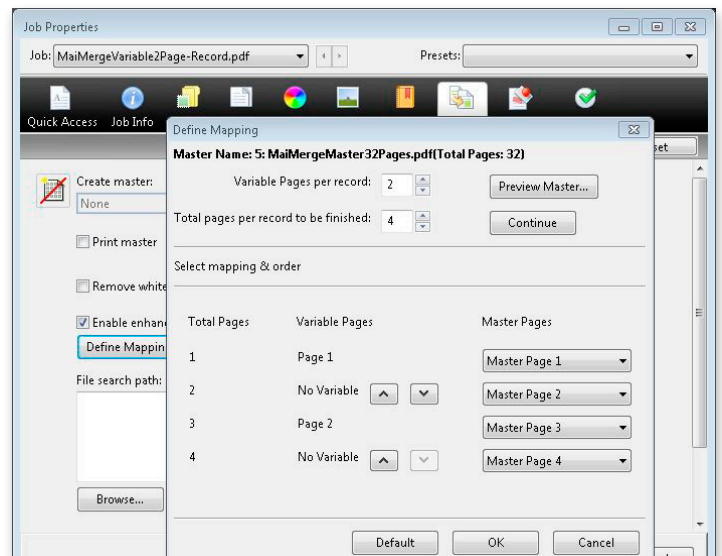 Job Properties
Job: MaiMergeVariable2Page-Record.pdf Presets:
Quick Access Job Info
Define Mapping
set
Master Name: 5: MaiMergeMaster32Pages.pdf(Total Pages: 32)
Create master: Variable Pages per record: 2 Preview Master...
None
Total pages per record to be finished: 4 Continue
Print master
Select mapping & order
Remove white
Enable enhan Total Pages Variable Pages Master Pages
Define Mappin
1 Page 1 Master Page 1
File search path:
2 No Variable Master Page 2
3 Page 2 Master Page 3
4 No Variable Master Page 4
Browse...
Default OK Cancel